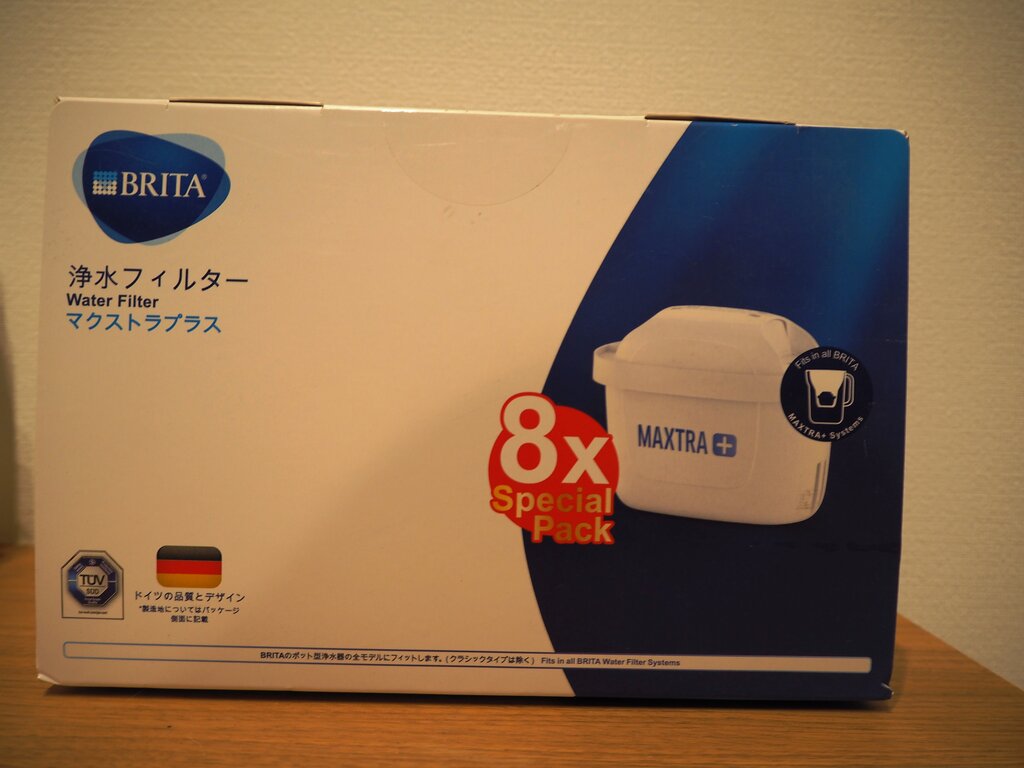 BRITA®
浄水フィルター
Water Filter
マクストラプラス
8x
Special
Pack
MAXTRA +
Fits in all BRITA
MAXTRA+ Systems
TÜV
SÜD
ドイツの品質とデザイン
*製造地についてはパッケージ
側面に記載
BRITAのポット型浄水器の全モデルにフィットします。(クラシックタイプは除く) Fits in all BRITA Water Filter Systems